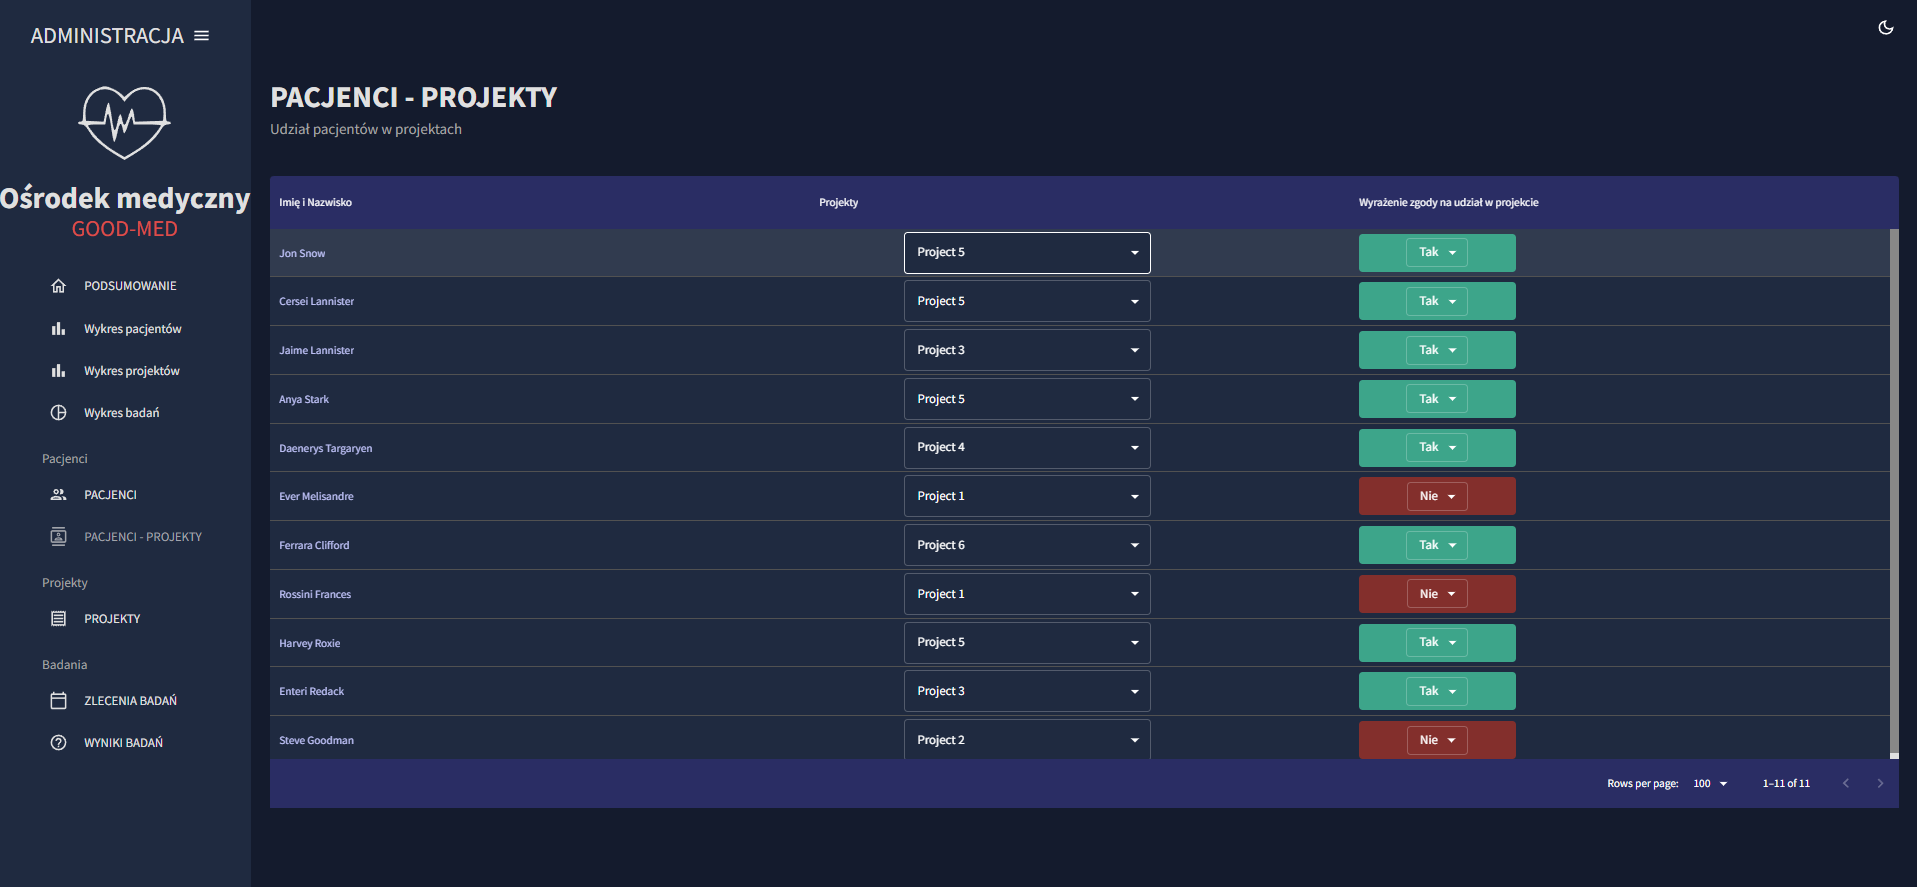 ADMINISTRACJA
Ośrodek medyczny
GOOD-MED
PODSUMOWANIE
Wykres pacjentów
Wykres projektów
Wykres badań
Pacjenci
PACJENCI
PACJENCI - PROJEKTY
Projekty
PROJEKTY
Badania
ZLECENIA BADAŃ
WYNIKI BADAŃ
PACJENCI - PROJEKTY
Udział pacjentów w projektach
Imię i Nazwisko Projekty Wyrażenie zgody na udział w projekcie
Jon Snow Project 5 Tak
Cersei Lannister Project 5 Tak
Jaime Lannister Project 3 Tak
Anya Stark Project 5 Tak
Daenerys Targaryen Project 4 Tak
Ever Melisandre Project 1 Nie
Ferrara Clifford Project 6 Tak
Rossini Frances Project 1 Nie
Harvey Roxie Project 5 Tak
Enteri Redack Project 3 Tak
Steve Goodman Project 2 Nie
Rows per page: 100 1–11 of 11